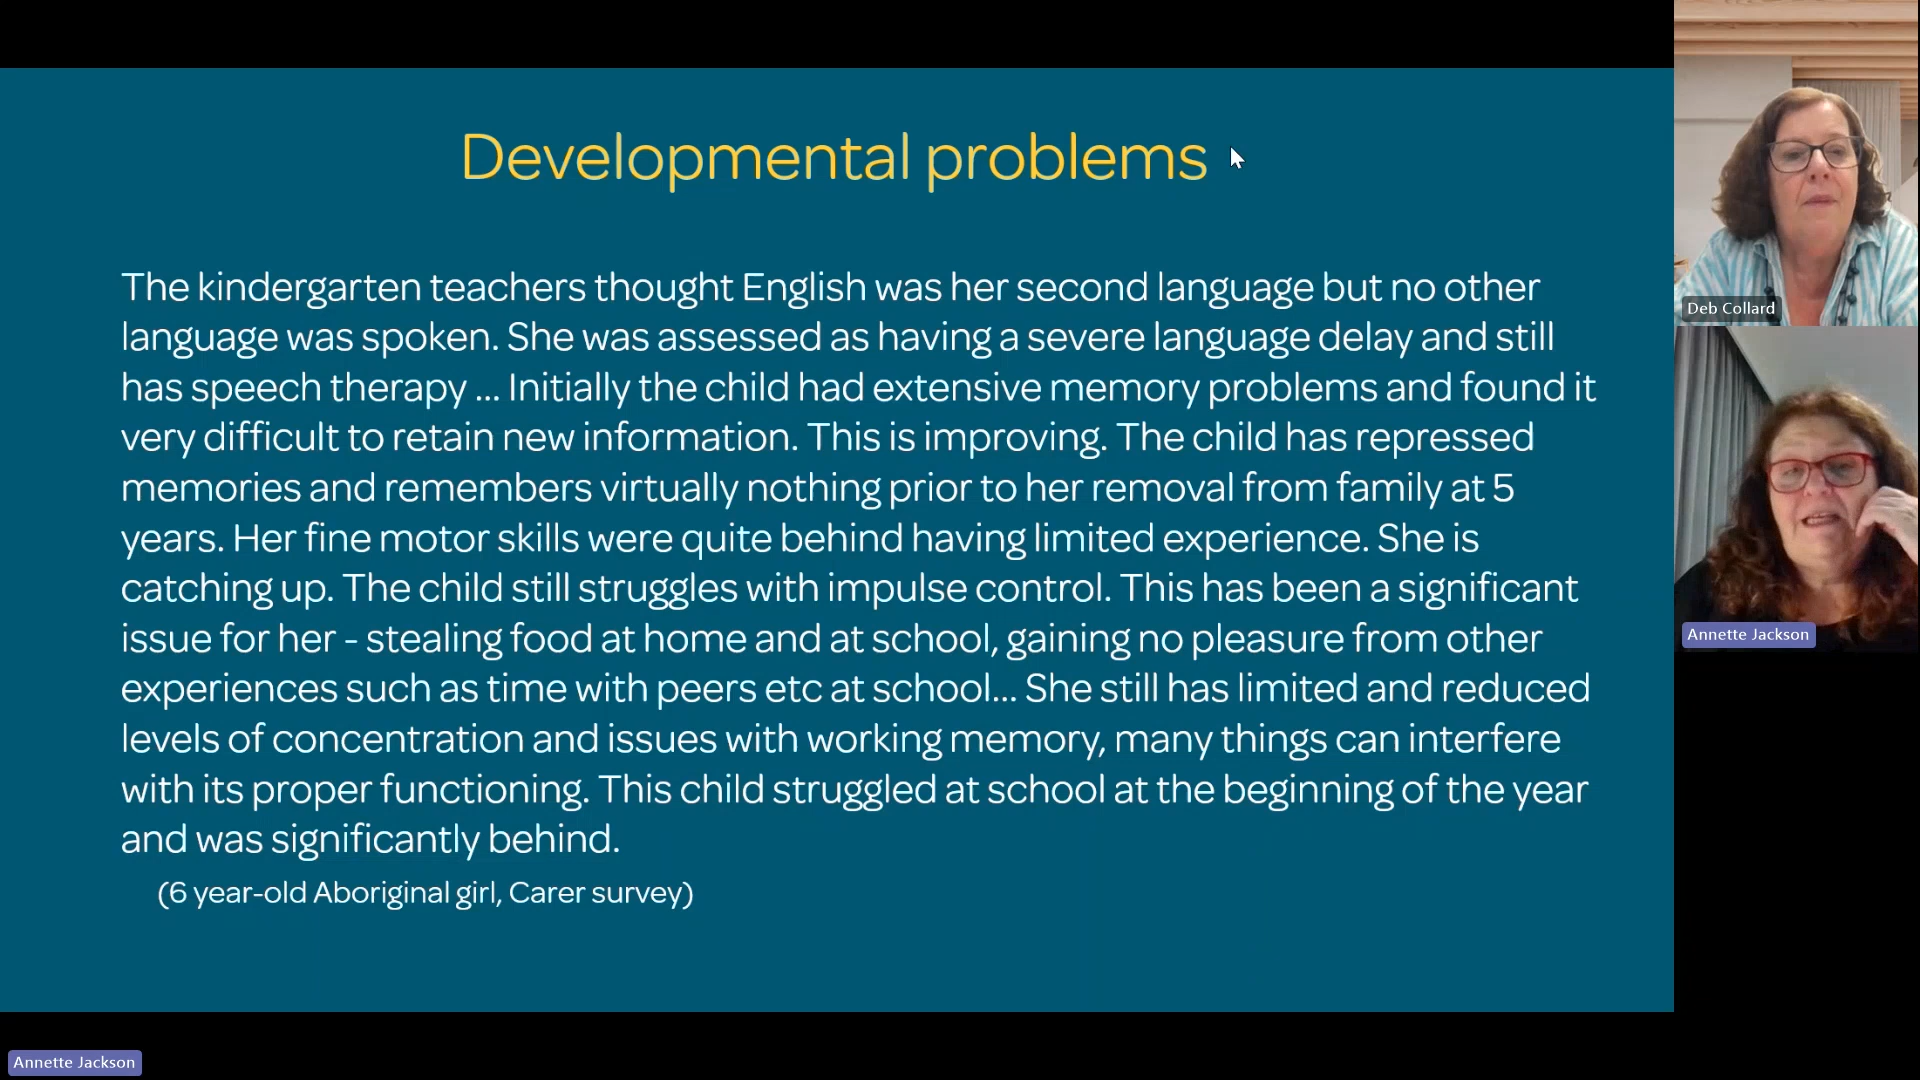 Developmental problems
The kindergarten teachers thought English was her second language but no other
language was spoken. She was assessed as having a severe language delay and still
has speech therapy ... Initially the child had extensive memory problems and found it
very difficult to retain new information. This is improving. The child has repressed
memories and remembers virtually nothing prior to her removal from family at 5
years. Her fine motor skills were quite behind having limited experience. She is
catching up. The child still struggles with impulse control. This has been a significant
issue for her - stealing food at home and at school, gaining no pleasure from other
experiences such as time with peers etc at school... She still has limited and reduced
levels of concentration and issues with working memory, many things can interfere
with its proper functioning. This child struggled at school at the beginning of the year
and was significantly behind.
(6 year-old Aboriginal girl, Carer survey)
Deb Collard
Annette Jackson
Annette Jackson